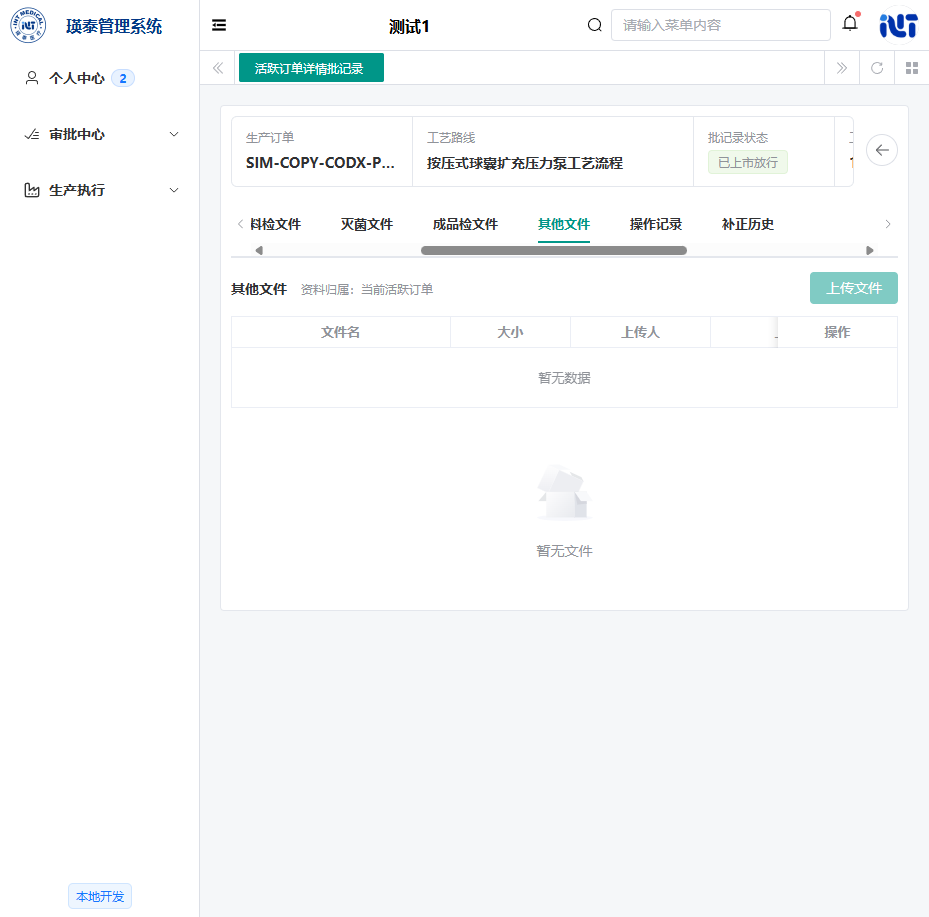 瑛泰管理系统
测试1
请输入菜单内容
个人中心
2
审批中心
生产执行
活跃订单详情批记录
生产订单
SIM-COPY-CODX-P...
工艺路线
按压式球囊扩充压力泵工艺流程
批记录状态
已上市放行
料检文件
灭菌文件
成品检文件
其他文件
操作记录
补正历史
其他文件
资料归属：当前活跃订单
上传文件
文件名
大小
上传人
操作
暂无数据
暂无文件
本地开发